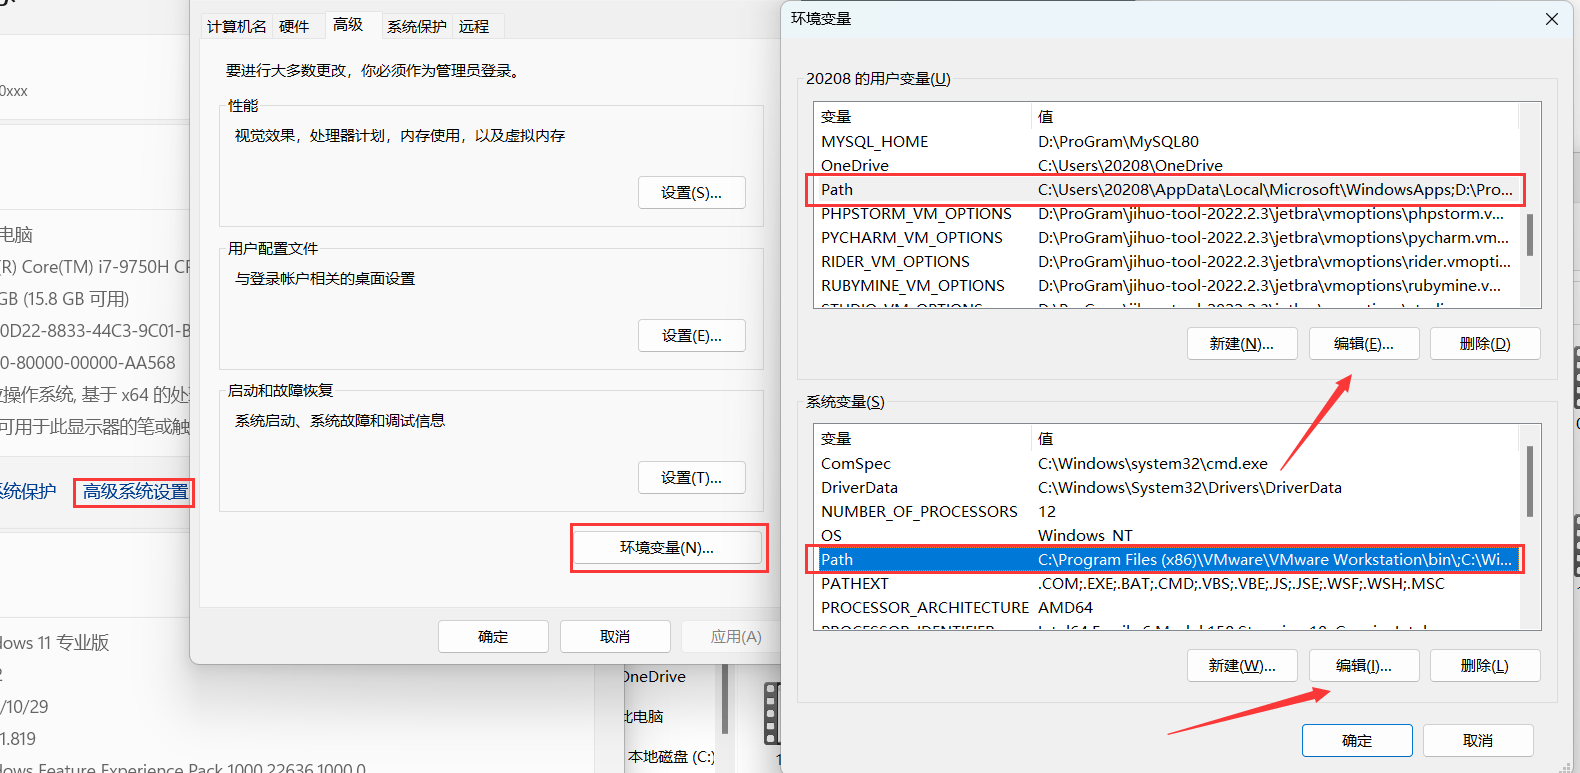 0xxx
电脑
(R) Core(TM) i7-9750H CP
GB (15.8 GB 可用)
0D22-8833-44C3-9C01-B
0-80000-00000-AA568
操作系统, 基于 x64 的处
可用于此显示器的笔或触
系统保护
高级系统设置
dows 11 专业版
2
/10/29
1.819
dows Feature Experience Pack 1000.22636.1000.0
计算机名
硬件
高级
系统保护
远程
要进行大多数更改，你必须作为管理员登录。
性能
视觉效果，处理器计划，内存使用，以及虚拟内存
设置(S)...
用户配置文件
与登录帐户相关的桌面设置
设置(E)...
启动和故障恢复
系统启动、系统故障和调试信息
设置(T)...
环境变量(N)...
确定
取消
应用(A)
OneDrive
此电脑
本地磁盘 (C:)
环境变量
20208 的用户变量(U)
变量 值
MYSQL_HOME D:\ProGram\MySQL80
OneDrive C:\Users\20208\OneDrive
Path C:\Users\20208\AppData\Local\Microsoft\WindowsApps;D:\Pro...
PHPSTORM_VM_OPTIONS D:\ProGram\jihuo-tool-2022.2.3\jetbra\vmoptions\phpstorm.v...
PYCHARM_VM_OPTIONS D:\ProGram\jihuo-tool-2022.2.3\jetbra\vmoptions\pycharm.vm...
RIDER_VM_OPTIONS D:\ProGram\jihuo-tool-2022.2.3\jetbra\vmoptions\rider.vmopti...
RUBYMINE_VM_OPTIONS D:\ProGram\jihuo-tool-2022.2.3\jetbra\vmoptions\rubymine.v...
新建(N)...
编辑(E)...
删除(D)
系统变量(S)
变量 值
ComSpec C:\Windows\system32\cmd.exe
DriverData C:\Windows\System32\Drivers\DriverData
NUMBER_OF_PROCESSORS 12
OS Windows_NT
Path C:\Program Files (x86)\VMware\VMware Workstation\bin\;C:\Wi...
PATHEXT .COM;.EXE;.BAT;.CMD;.VBS;.VBE;.JS;.JSE;.WSF;.WSH;.MSC
PROCESSOR_ARCHITECTURE AMD64
新建(W)...
编辑(I)...
删除(L)
确定
取消